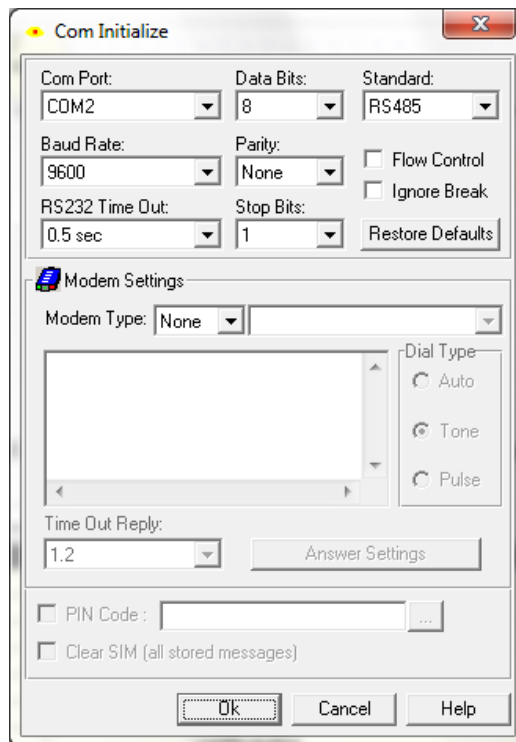 Com Initialize
Com Port: Data Bits: Standard:
COM2 8 RS485
Baud Rate: Parity:
9600 None Flow Control
Ignore Break
RS232 Time Out: Stop Bits:
0.5 sec 1 Restore Defaults
Modem Settings
Modem Type: None
Dial Type
Auto
Tone
Pulse
Time Out Reply:
1.2 Answer Settings
PIN Code : ...
Clear SIM (all stored messages)
Ok Cancel Help